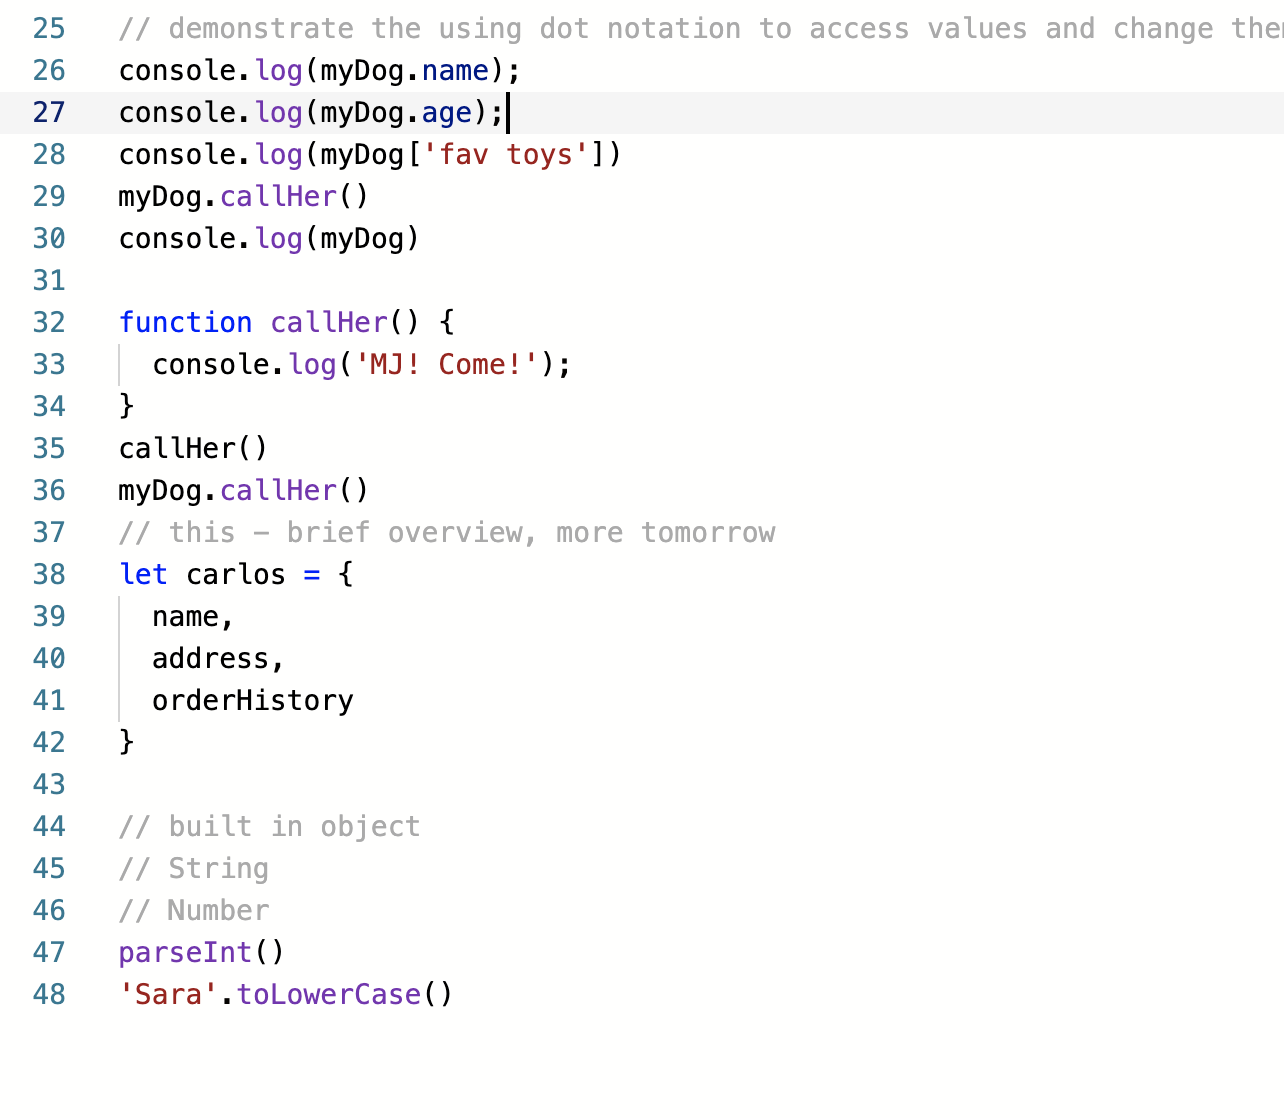 25 // demonstrate the using dot notation to access values and change
26 console.log(myDog.name);
27 console.log(myDog.age);
28 console.log(myDog['fav toys'])
29 myDog.callHer()
30 console.log(myDog)
31
32 function callHer() {
33   console.log('MJ! Come!');
34 }
35 callHer()
36 myDog.callHer()
37 // this – brief overview, more tomorrow
38 let carlos = {
39   name,
40   address,
41   orderHistory
42 }
43
44 // built in object
45 // String
46 // Number
47 parseInt()
48 'Sara'.toLowerCase()